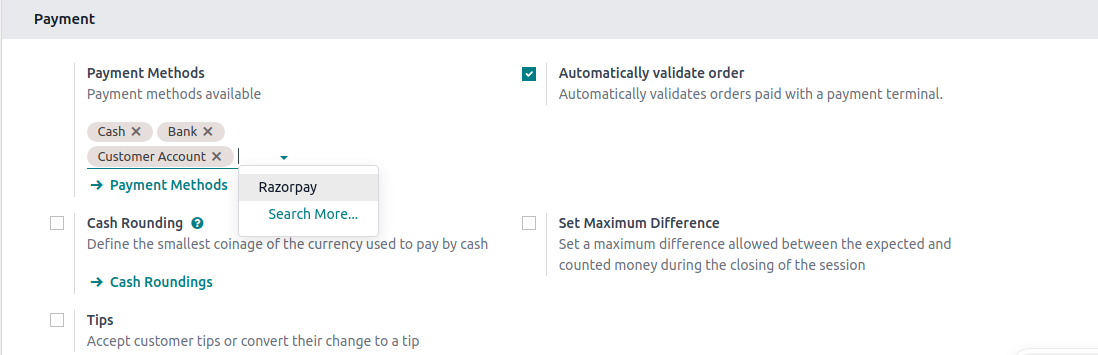 Payment
Payment Methods
Payment methods available
Cash ✕ Bank ✕
Customer Account ✕
→ Payment Methods
Razorpay
Search More...
Automatically validate order
Automatically validates orders paid with a payment terminal.
Cash Rounding ?
Define the smallest coinage of the currency used to pay by cash
→ Cash Roundings
Set Maximum Difference
Set a maximum difference allowed between the expected and
counted money during the closing of the session
Tips
Accept customer tips or convert their change to a tip